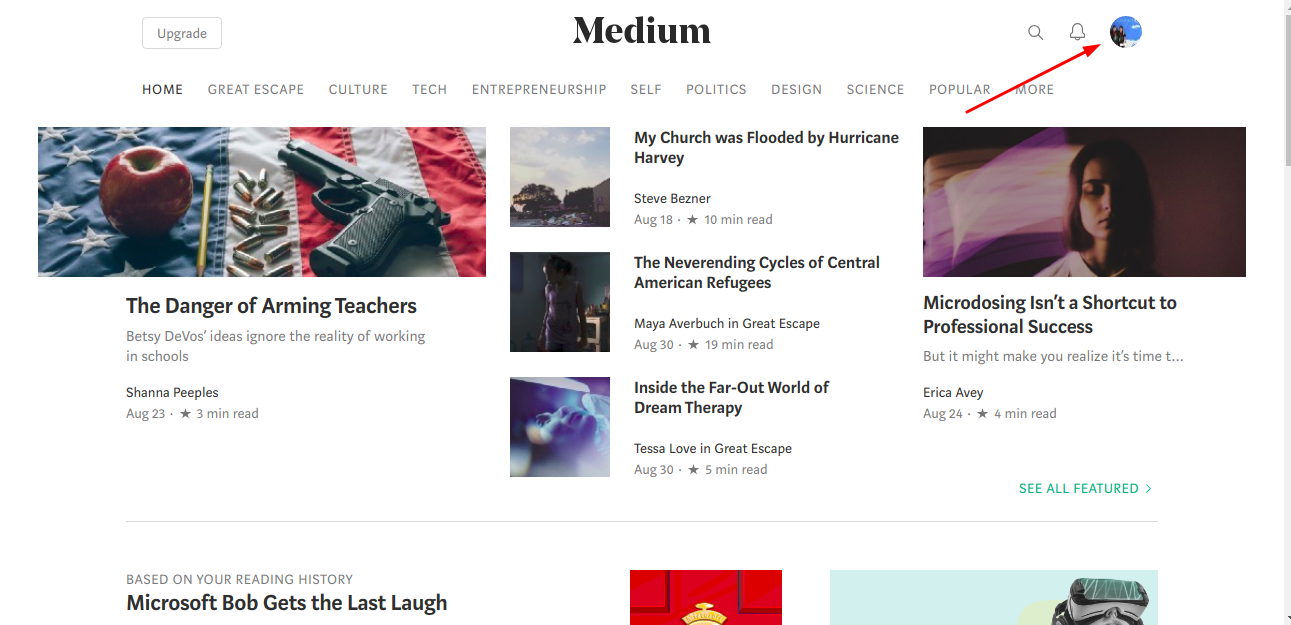 Upgrade
Medium
HOME GREAT ESCAPE CULTURE TECH ENTREPRENEURSHIP SELF POLITICS DESIGN SCIENCE POPULAR MORE
The Danger of Arming Teachers
Betsy DeVos’ ideas ignore the reality of working
in schools
Shanna Peeples
Aug 23 · ★ 3 min read
My Church was Flooded by Hurricane
Harvey
Steve Bezner
Aug 18 · ★ 10 min read
The Neverending Cycles of Central
American Refugees
Maya Averbuch in Great Escape
Aug 30 · ★ 19 min read
Inside the Far-Out World of
Dream Therapy
Tessa Love in Great Escape
Aug 30 · ★ 5 min read
Microdosing Isn’t a Shortcut to
Professional Success
But it might make you realize it’s time t…
Erica Avey
Aug 24 · ★ 4 min read
SEE ALL FEATURED >
BASED ON YOUR READING HISTORY
Microsoft Bob Gets the Last Laugh